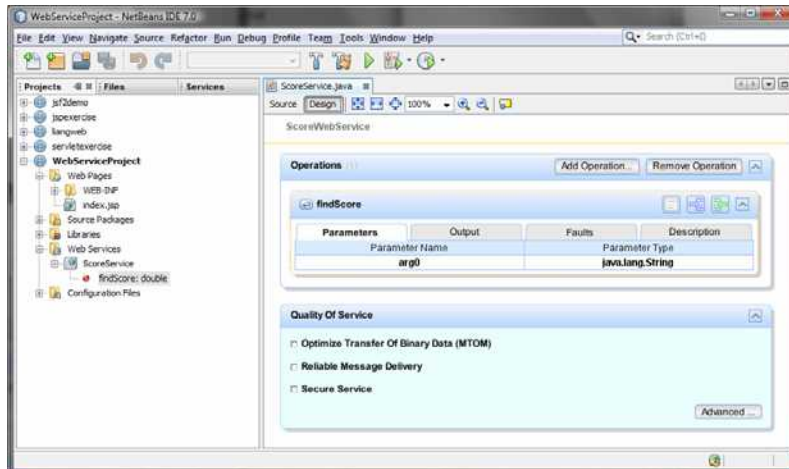 WebServiceProject - NetBeans IDE 7.0
File Edit View Navigate Source Refactor Run Debug Profile Team Tools Window Help
Search (Ctrl+I)
Projects Files Services
ScoreService.java
jsf2demo
jspexercise
liangweb
servletexercise
WebServiceProject
Web Pages
WEB-INF
index.jsp
Source Packages
Libraries
Web Services
ScoreService
findScore: double
Configuration Files
Source Design 100%
ScoreWebService
Operations (1) Add Operation... Remove Operation
findScore
Parameters Output Faults Description
Parameter Name Parameter Type
arg0 java.lang.String
Quality Of Service
Optimize Transfer Of Binary Data (MTOM)
Reliable Message Delivery
Secure Service
Advanced ...